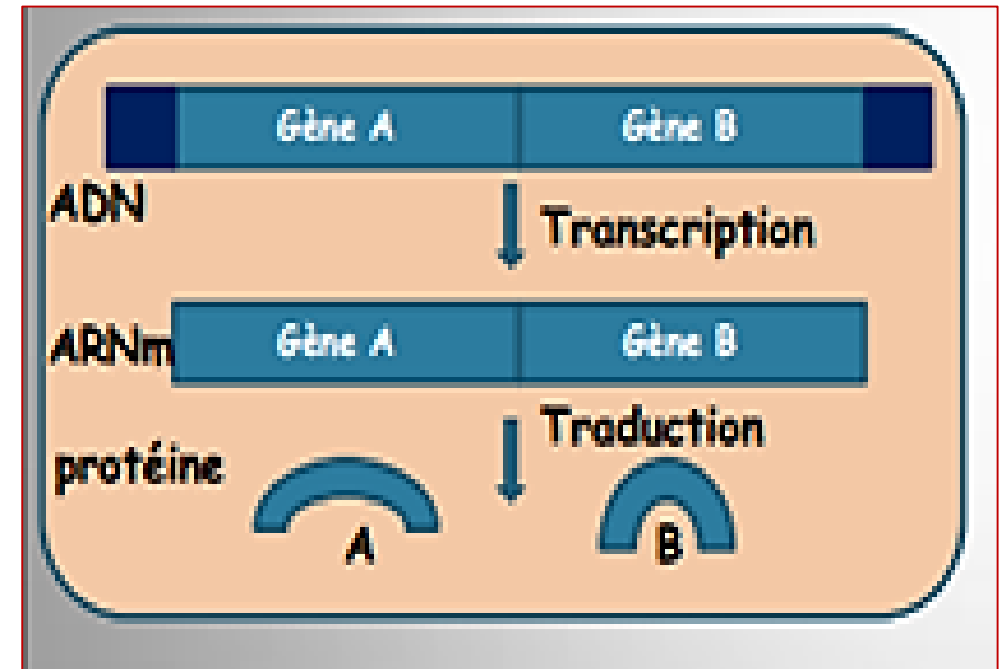 Gène A Gène B
ADN
Transcription
ARNm Gène A Gène B
Traduction
protéine
A B